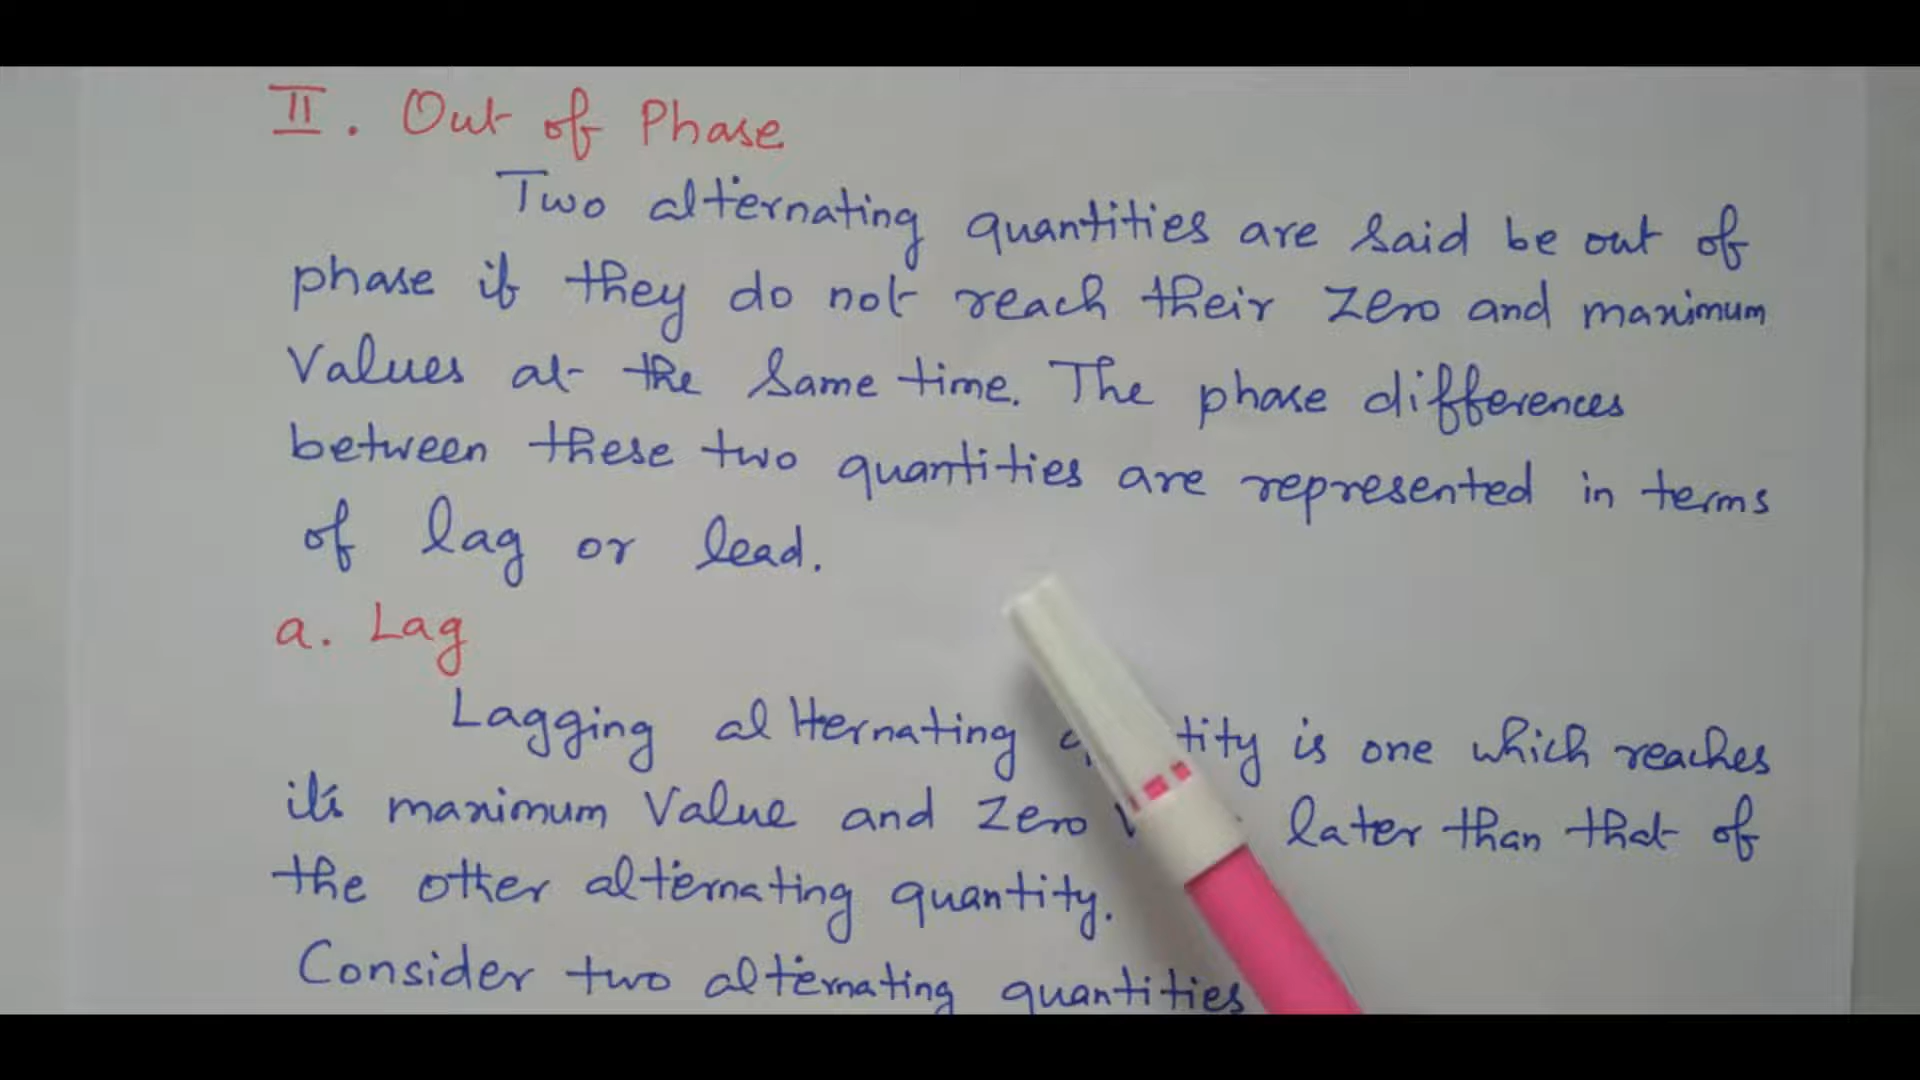 II. Out of Phase
Two alternating quantities are said be out of
phase if they do not reach their zero and maximum
Values at the same time. The phase differences
between these two quantities are represented in terms
of lag or lead.
a. Lag
Lagging alternating tity is one which reaches
its maximum Value and Zero later than that of
the other alternating quantity.
Consider two alternating quantities